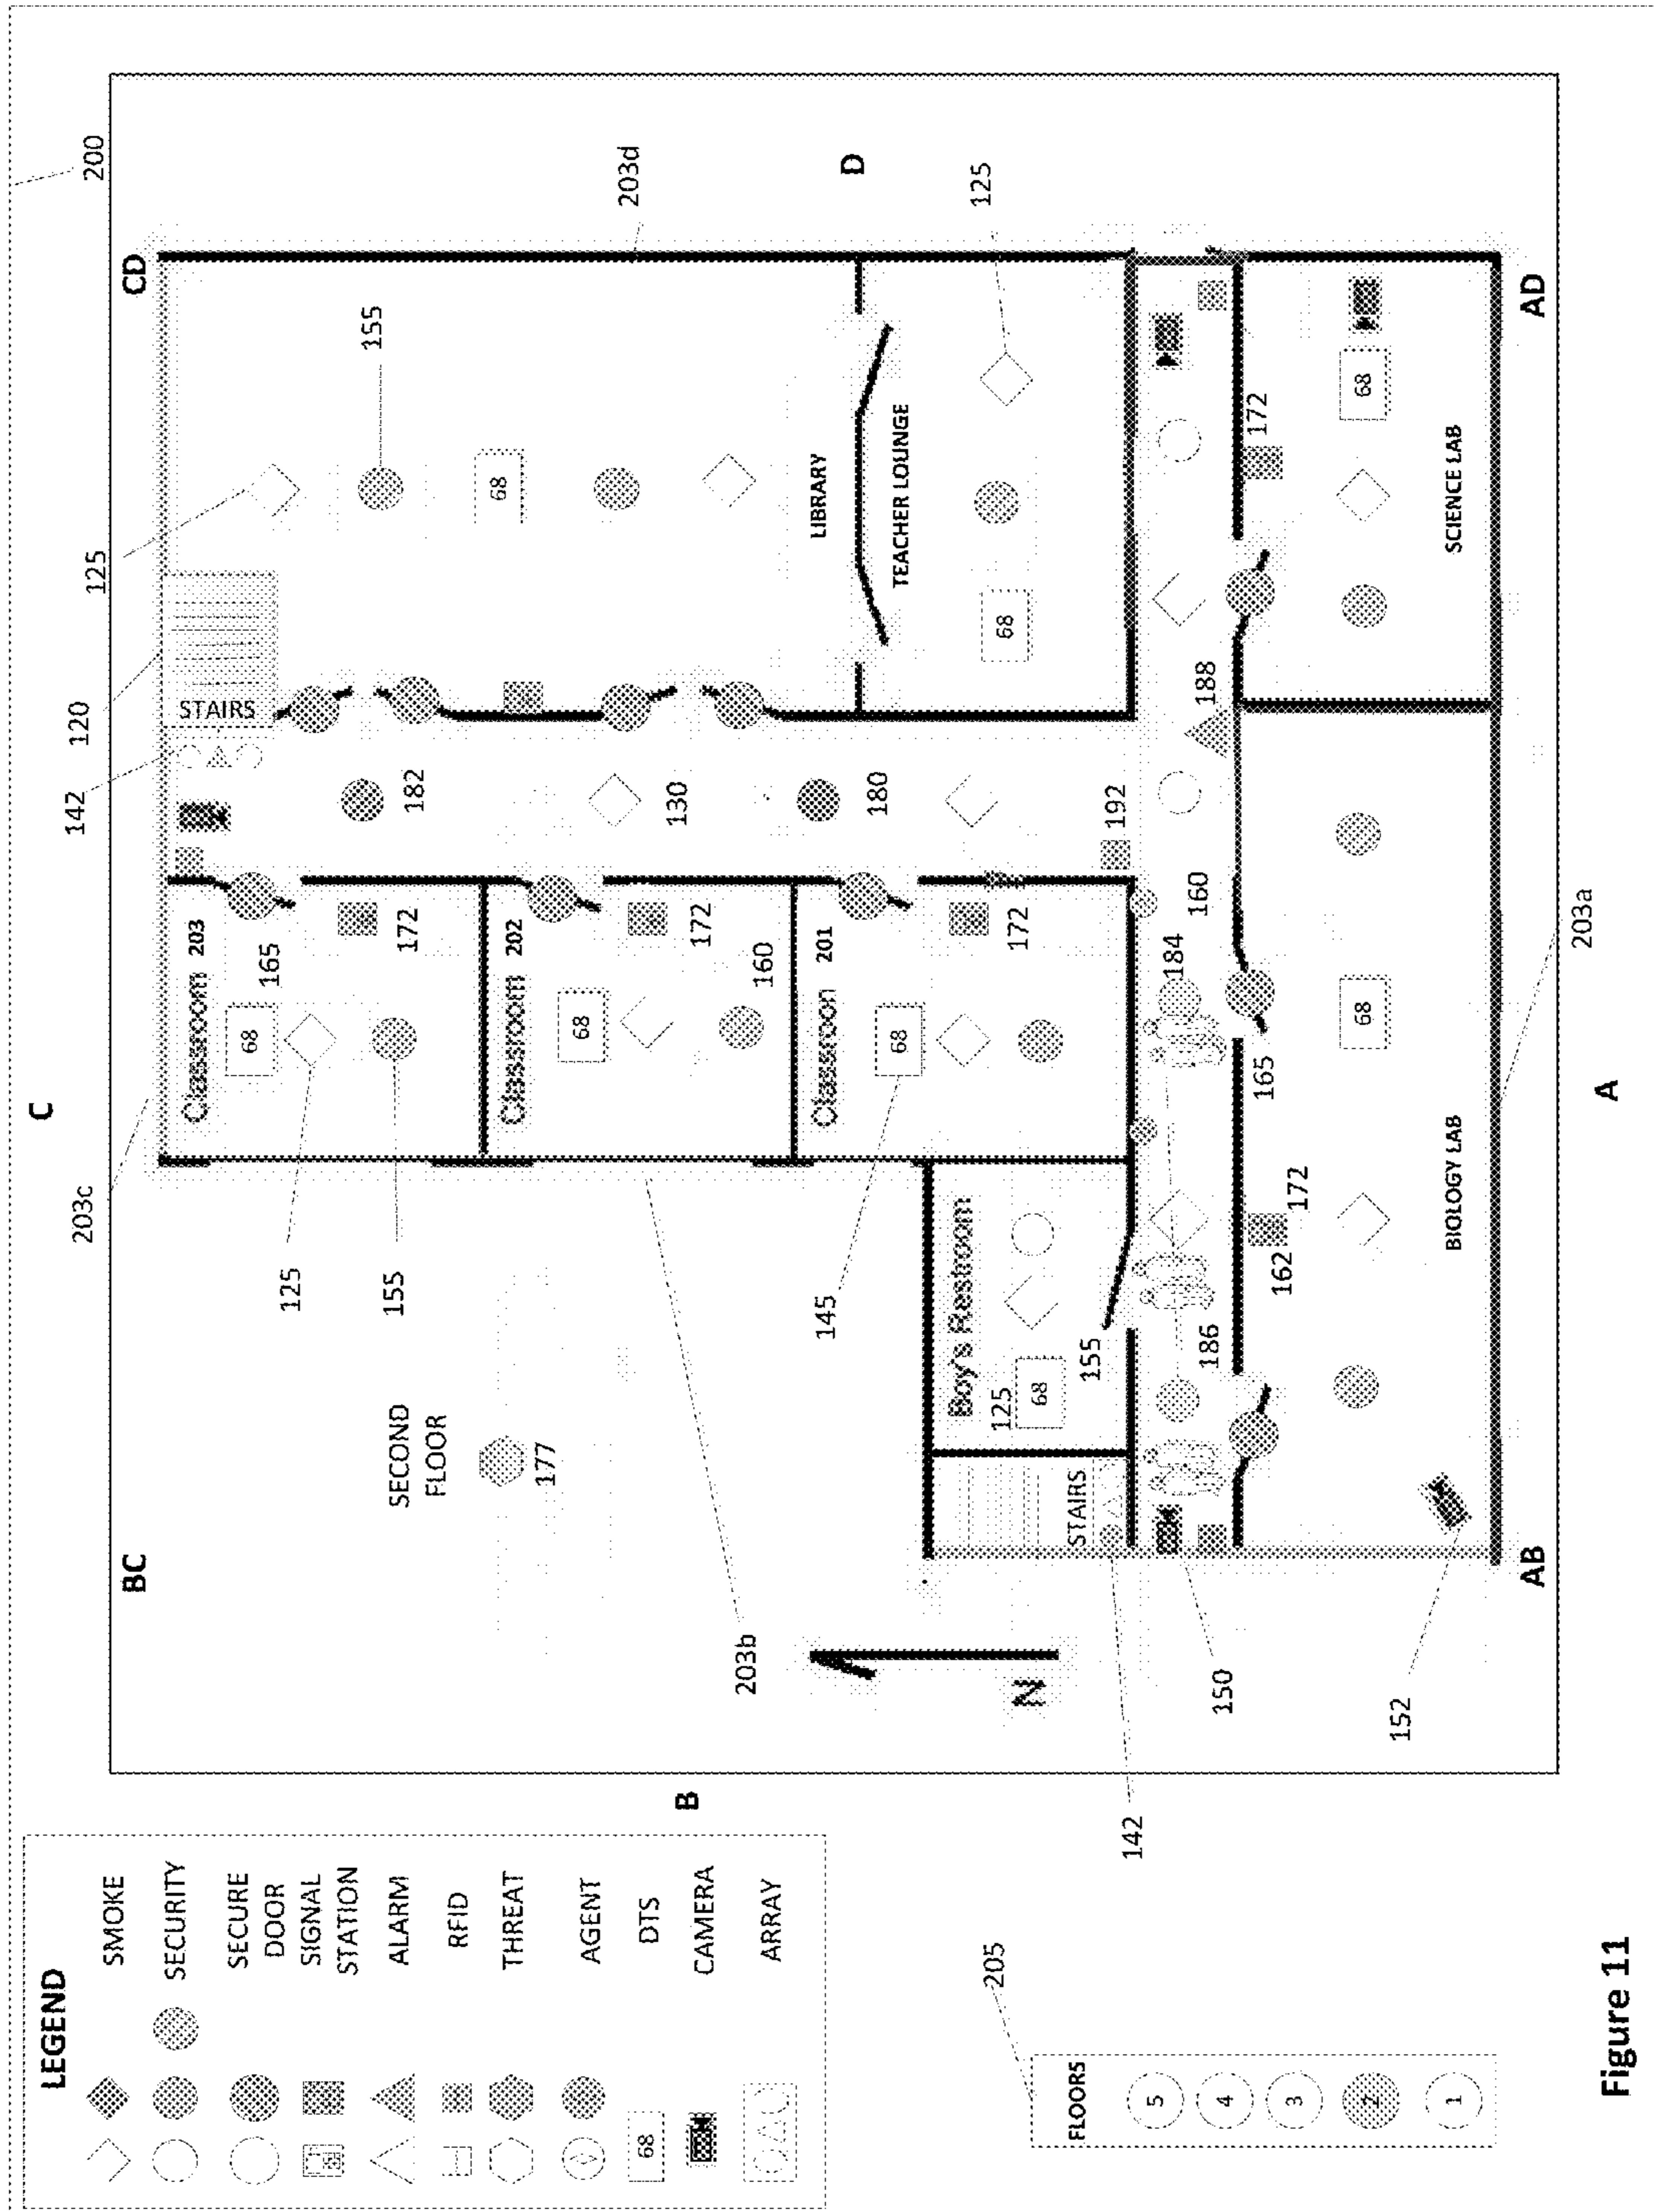 LEGEND
SMOKE
SECURITY
SECURE
DOOR
SIGNAL
STATION
ALARM
RFID
THREAT
AGENT
68
DTS
CAMERA
ARRAY
205
FLOORS
5
4
3
2
1
Figure 11
200
BC
C
CD
B
D
AB
A
AD
203c
142
120
125
SECOND
FLOOR
177
203b
N
142
150
152
203a
203d
Classroom 203
68
165
172
125
155
Classroom 202
68
172
160
Classroon 201
68
172
145
STAIRS
182
130
180
192
155
68
LIBRARY
TEACHER LOUNGE
68
125
Boy's Restroom
125
68
155
STAIRS
186
184
160
188
165
162
172
68
BIOLOGY LAB
172
68
SCIENCE LAB